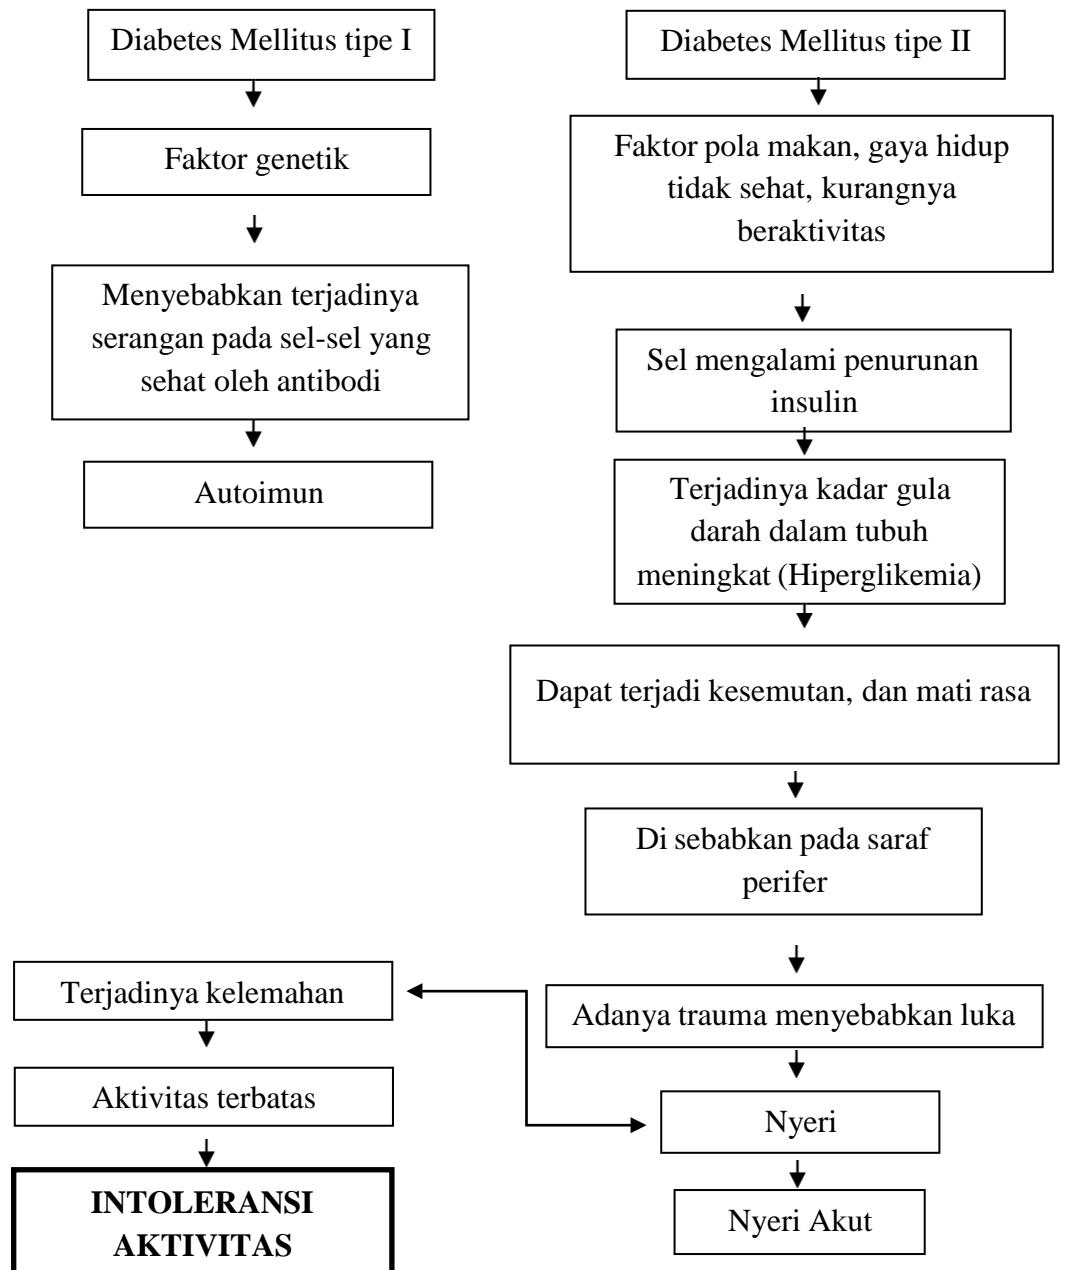 Diabetes Mellitus tipe I
Faktor genetik
Menyebabkan terjadinya
serangan pada sel-sel yang
sehat oleh antibodi
Autoimun
Diabetes Mellitus tipe II
Faktor pola makan, gaya hidup
tidak sehat, kurangnya
beraktivitas
Sel mengalami penurunan
insulin
Terjadinya kadar gula
darah dalam tubuh
meningkat (Hiperglikemia)
Dapat terjadi kesemutan, dan mati rasa
Di sebabkan pada saraf
perifer
Adanya trauma menyebabkan luka
Nyeri
Nyeri Akut
Terjadinya kelemahan
Aktivitas terbatas
INTOLERANSI
AKTIVITAS